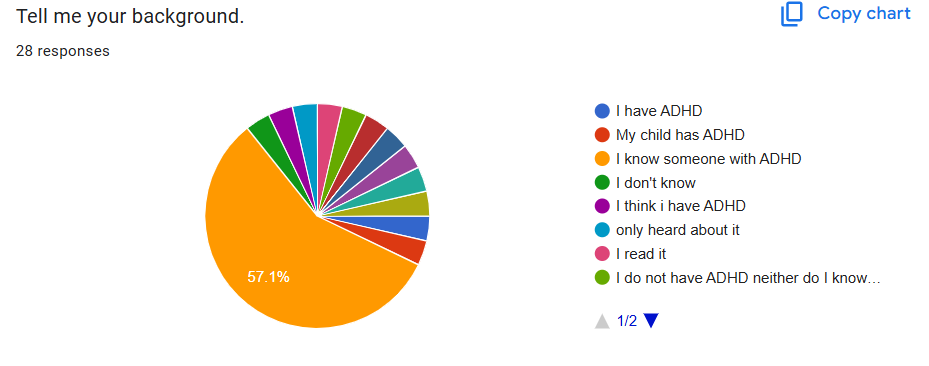 Tell me your background.
Copy chart
28 responses
57.1%
I have ADHD
My child has ADHD
I know someone with ADHD
I don't know
I think i have ADHD
only heard about it
I read it
I do not have ADHD neither do I know…
1/2